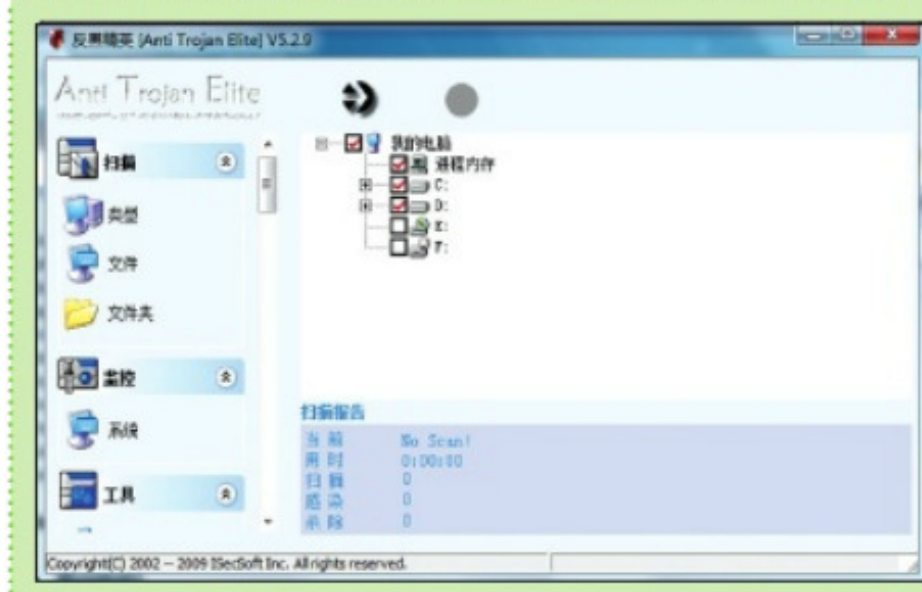 反黑精英 [Anti Trojan Elite] V5.2.9
Anti Trojan Elite
扫描
类型
文件
文件夹
监控
系统
工具
我的电脑
进程内存
C:
D:
E:
F:
扫描报告
当前 No Scan!
用时 0:00:00
扫描 0
感染 0
杀除 0
Copyright(C) 2002 - 2009 ISecSoft Inc. All rights reserved.